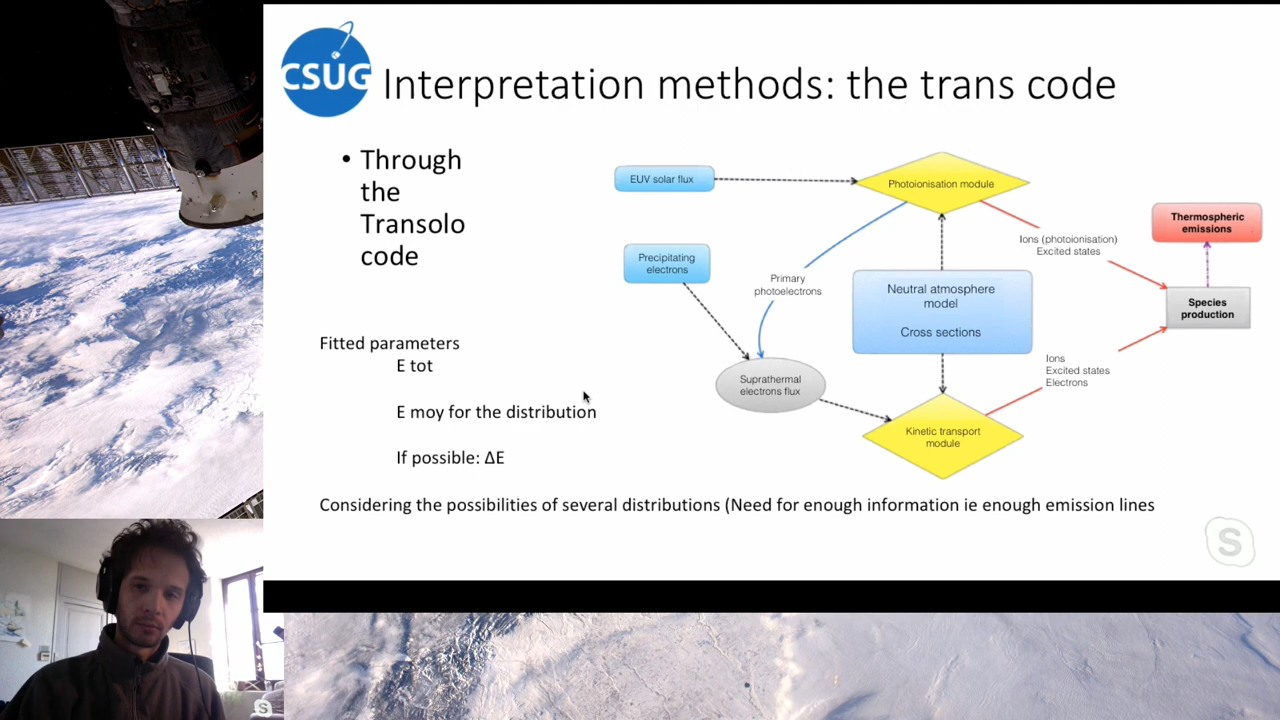 CSUG
Interpretation methods: the trans code
• Through
the
Transolo
code
Fitted parameters
E tot
E moy for the distribution
If possible: ΔE
Considering the possibilities of several distributions (Need for enough information ie enough emission lines
EUV solar flux
Photoionisation module
Precipitating
electrons
Primary
photoelectrons
Neutral atmosphere
model
Cross sections
Ions (photoionisation)
Excited states
Thermospheric
emissions
Species
production
Suprathermal
electrons flux
Ions
Excited states
Electrons
Kinetic transport
module
S
S